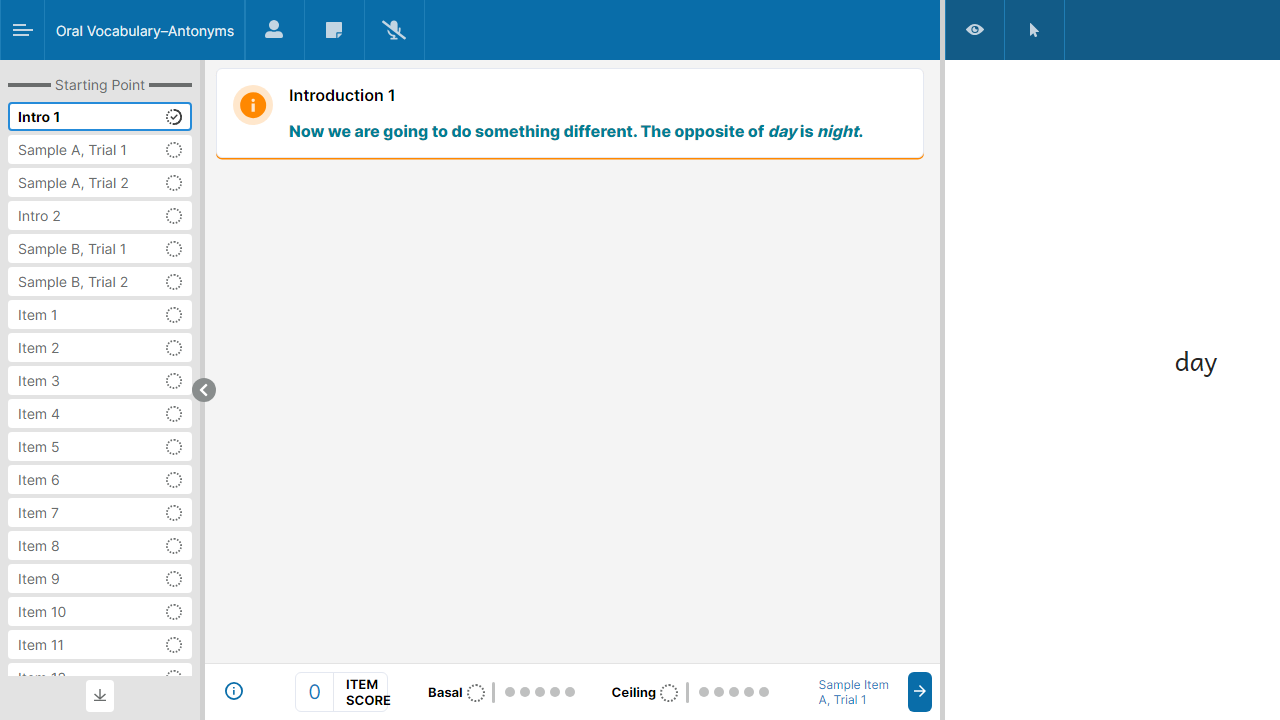 Oral Vocabulary–Antonyms
Starting Point
Intro 1
Sample A, Trial 1
Sample A, Trial 2
Intro 2
Sample B, Trial 1
Sample B, Trial 2
Item 1
Item 2
Item 3
Item 4
Item 5
Item 6
Item 7
Item 8
Item 9
Item 10
Item 11
Item 12
Introduction 1
Now we are going to do something different. The opposite of day is night.
0
ITEM
SCORE
Basal
Ceiling
Sample Item
A, Trial 1
day